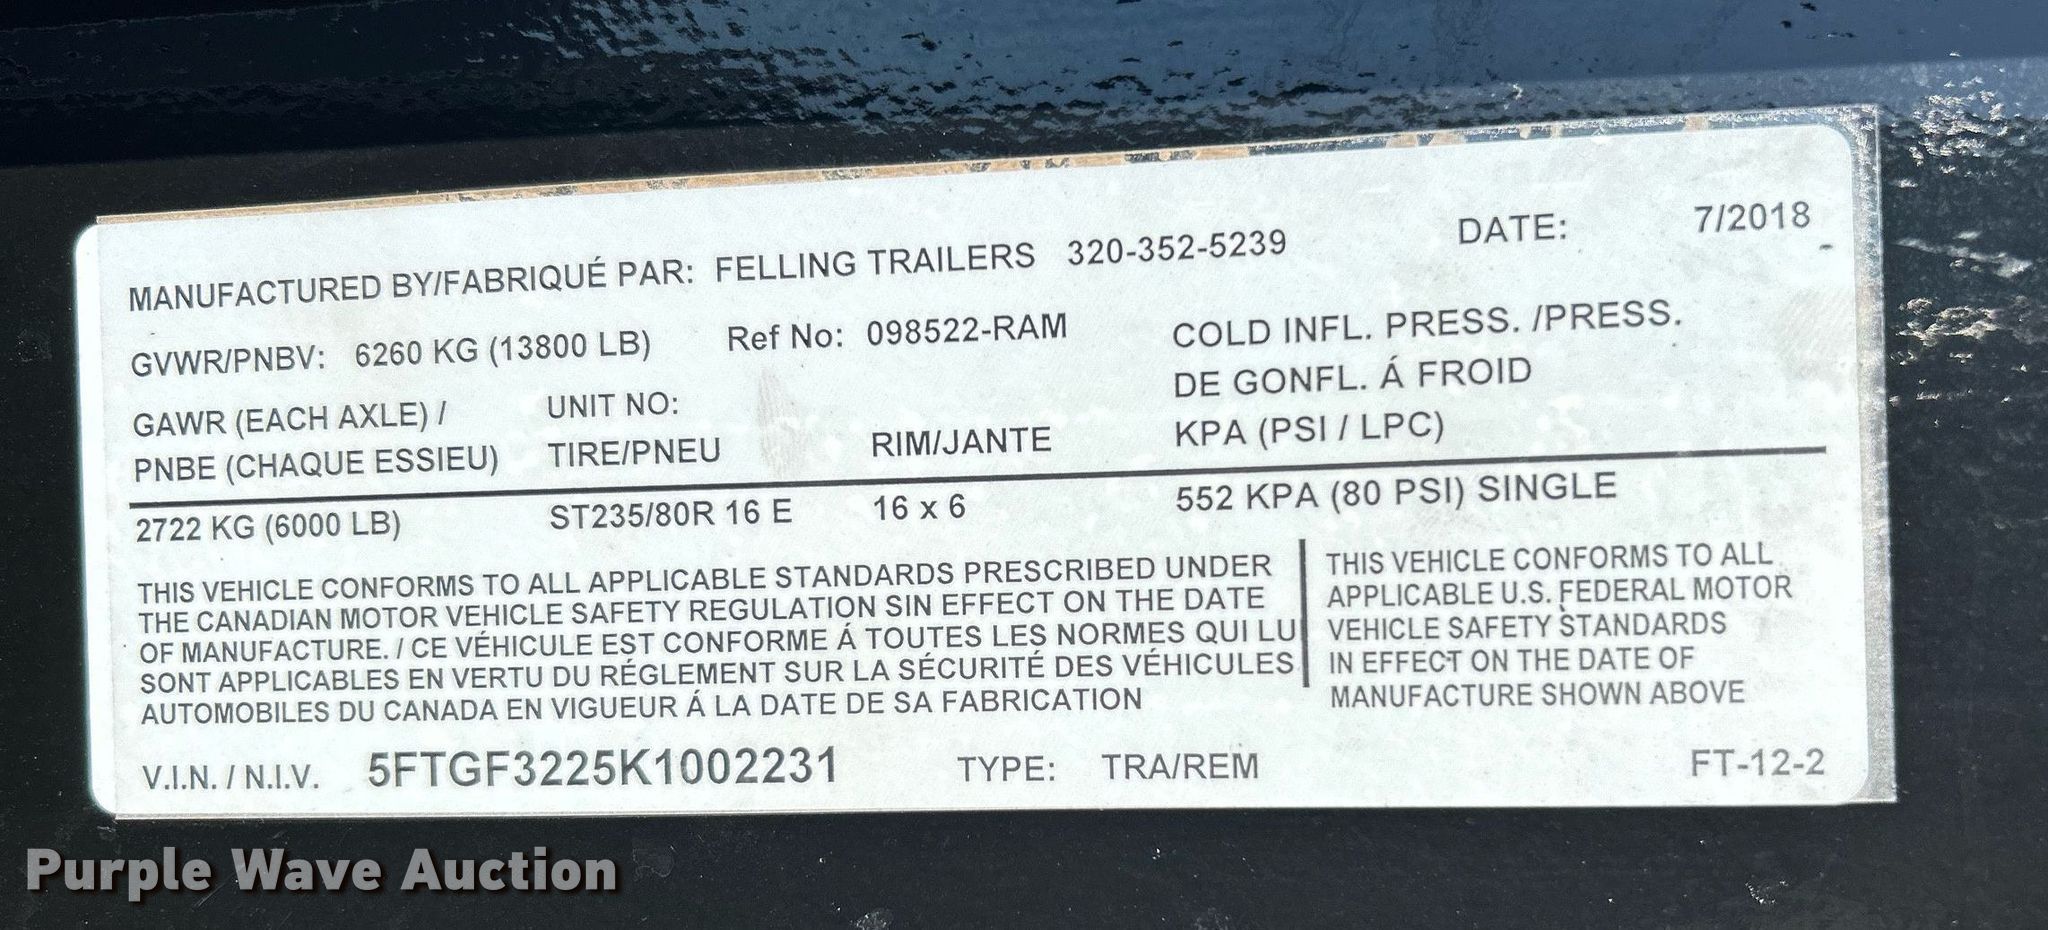 MANUFACTURED BY/FABRIQUÉ PAR: FELLING TRAILERS 320-352-5239 DATE: 7/2018
GVWR/PNBV: 6260 KG (13800 LB) Ref No: 098522-RAM COLD INFL. PRESS. /PRESS.
DE GONFL. Á FROID
GAWR (EACH AXLE) / UNIT NO:
PNBE (CHAQUE ESSIEU) TIRE/PNEU RIM/JANTE KPA (PSI / LPC)
2722 KG (6000 LB) ST235/80R 16 E 16 x 6 552 KPA (80 PSI) SINGLE
THIS VEHICLE CONFORMS TO ALL APPLICABLE STANDARDS PRESCRIBED UNDER
THE CANADIAN MOTOR VEHICLE SAFETY REGULATION SIN EFFECT ON THE DATE
OF MANUFACTURE. / CE VÉHICULE EST CONFORME Á TOUTES LES NORMES QUI LUI
SONT APPLICABLES EN VERTU DU RÉGLEMENT SUR LA SÉCURITÉ DES VÉHICULES
AUTOMOBILES DU CANADA EN VIGUEUR Á LA DATE DE SA FABRICATION
THIS VEHICLE CONFORMS TO ALL
APPLICABLE U.S. FEDERAL MOTOR
VEHICLE SAFETY STANDARDS
IN EFFECT ON THE DATE OF
MANUFACTURE SHOWN ABOVE
V.I.N. / N.I.V. 5FTGF3225K1002231 TYPE: TRA/REM FT-12-2
Purple Wave Auction